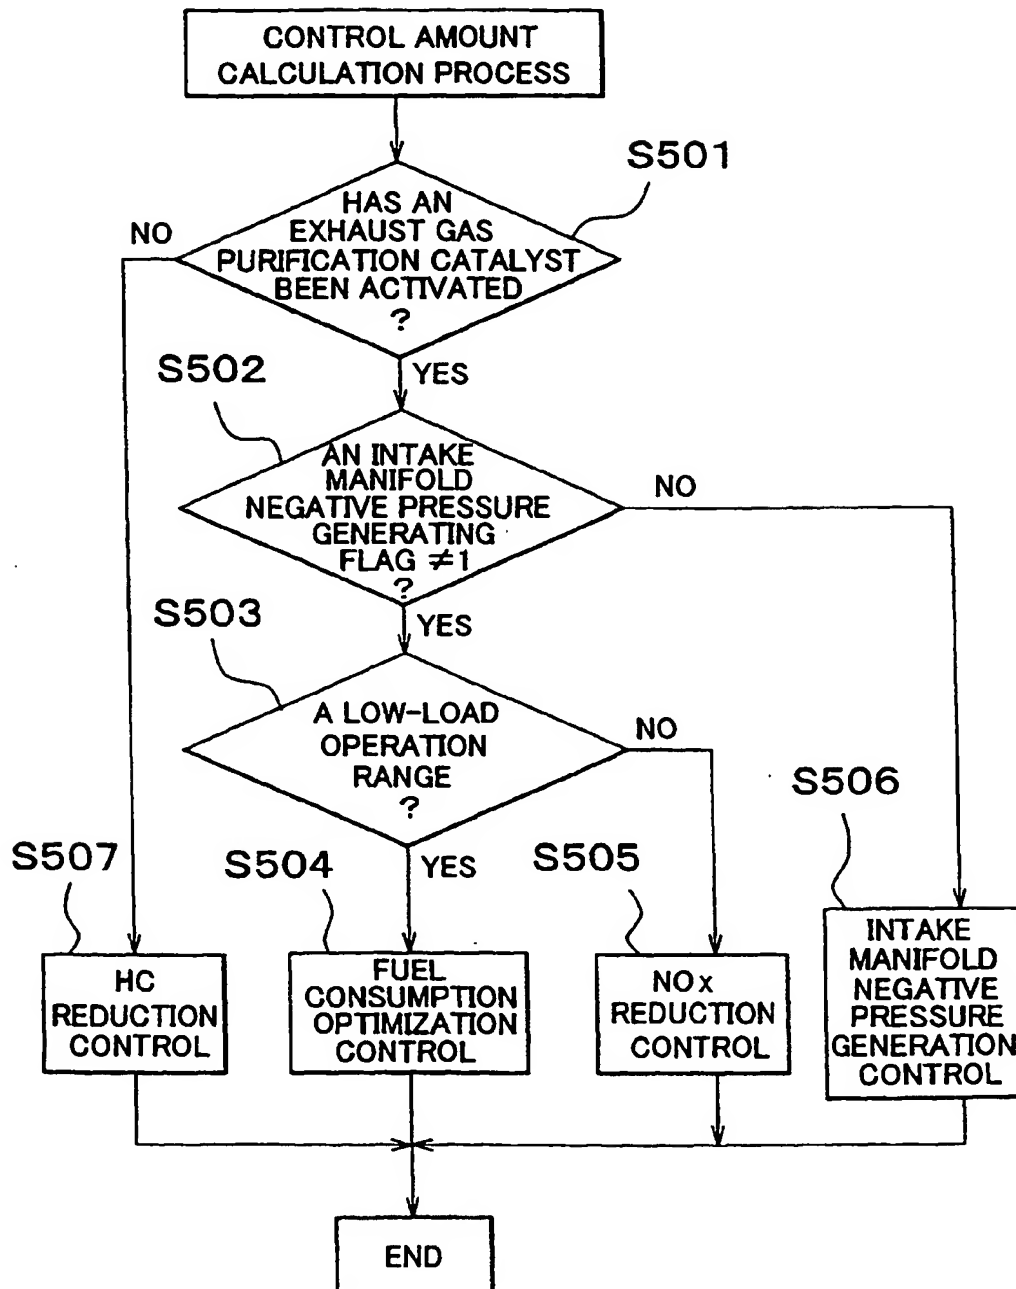 CONTROL AMOUNT
CALCULATION PROCESS
S501
HAS AN
EXHAUST GAS
PURIFICATION CATALYST
BEEN ACTIVATED
?
NO
YES
S502
AN INTAKE
MANIFOLD
NEGATIVE PRESSURE
GENERATING
FLAG ≠1
?
NO
YES
S503
A LOW-LOAD
OPERATION
RANGE
?
NO
YES
S507
HC
REDUCTION
CONTROL
S504
FUEL
CONSUMPTION
OPTIMIZATION
CONTROL
S505
NOx
REDUCTION
CONTROL
S506
INTAKE
MANIFOLD
NEGATIVE
PRESSURE
GENERATION
CONTROL
END